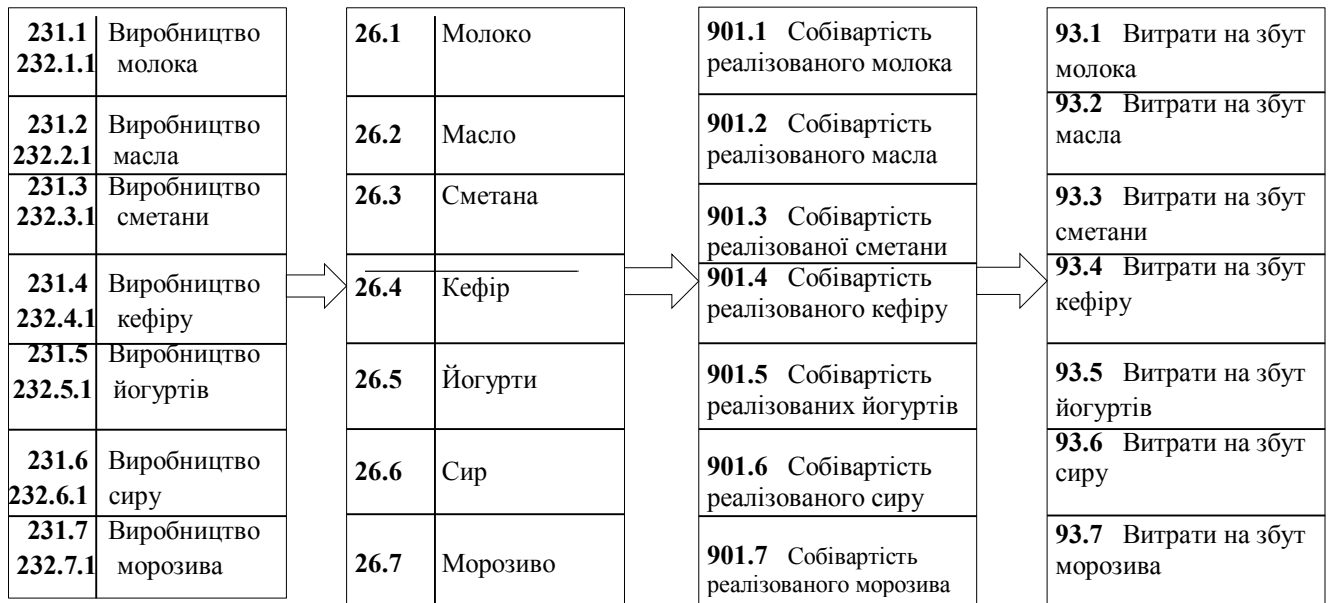 231.1 Виробництво
232.1.1 молока
231.2 Виробництво
232.2.1 масла
231.3 Виробництво
232.3.1 сметани
231.4 Виробництво
232.4.1 кефіру
231.5 Виробництво
232.5.1 йогуртів
231.6 Виробництво
232.6.1 сиру
231.7 Виробництво
232.7.1 морозива
26.1 Молоко
26.2 Масло
26.3 Сметана
26.4 Кефір
26.5 Йогурти
26.6 Сир
26.7 Морозиво
901.1 Собівартість
реалізованого молока
901.2 Собівартість
реалізованого масла
901.3 Собівартість
реалізованої сметани
901.4 Собівартість
реалізованого кефіру
901.5 Собівартість
реалізованих йогуртів
901.6 Собівартість
реалізованого сиру
901.7 Собівартість
реалізованого морозива
93.1 Витрати на збут
молока
93.2 Витрати на збут
масла
93.3 Витрати на збут
сметани
93.4 Витрати на збут
кефіру
93.5 Витрати на збут
йогуртів
93.6 Витрати на збут
сиру
93.7 Витрати на збут
морозива